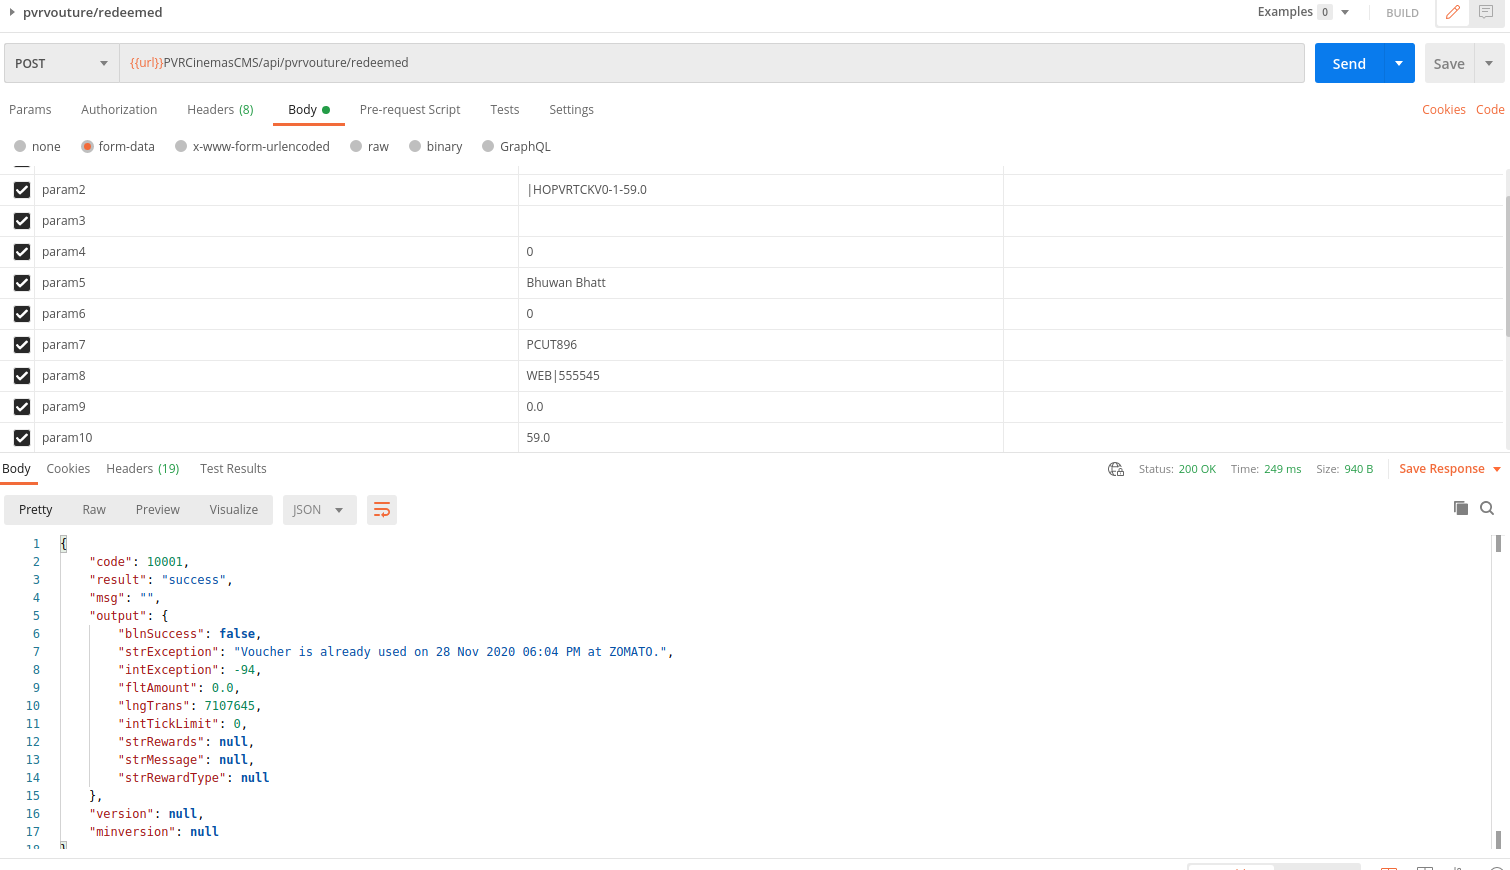 pvrvouture/redeemed
Examples 0 BUILD
POST {{url}}PVRCinemasCMS/api/pvrvouture/redeemed Send Save
Params Authorization Headers (8) Body Pre-request Script Tests Settings Cookies Code
none form-data x-www-form-urlencoded raw binary GraphQL
param2 |HOPVRTCKV0-1-59.0
param3
param4 0
param5 Bhuwan Bhatt
param6 0
param7 PCUT896
param8 WEB|555545
param9 0.0
param10 59.0
Body Cookies Headers (19) Test Results Status: 200 OK Time: 249 ms Size: 940 B Save Response
Pretty Raw Preview Visualize JSON
1 {
2 "code": 10001,
3 "result": "success",
4 "msg": "",
5 "output": {
6 "blnSuccess": false,
7 "strException": "Voucher is already used on 28 Nov 2020 06:04 PM at ZOMATO.",
8 "intException": -94,
9 "fltAmount": 0.0,
10 "lngTrans": 7107645,
11 "intTickLimit": 0,
12 "strRewards": null,
13 "strMessage": null,
14 "strRewardType": null
15 },
16 "version": null,
17 "minversion": null
18 }